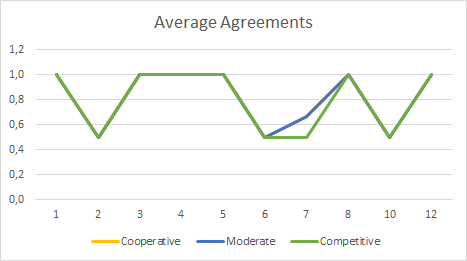 Average Agreements
1,2
1,0
0,8
0,6
0,4
0,2
0,0
1 2 3 4 5 6 7 8 10 12
Cooperative Moderate Competitive